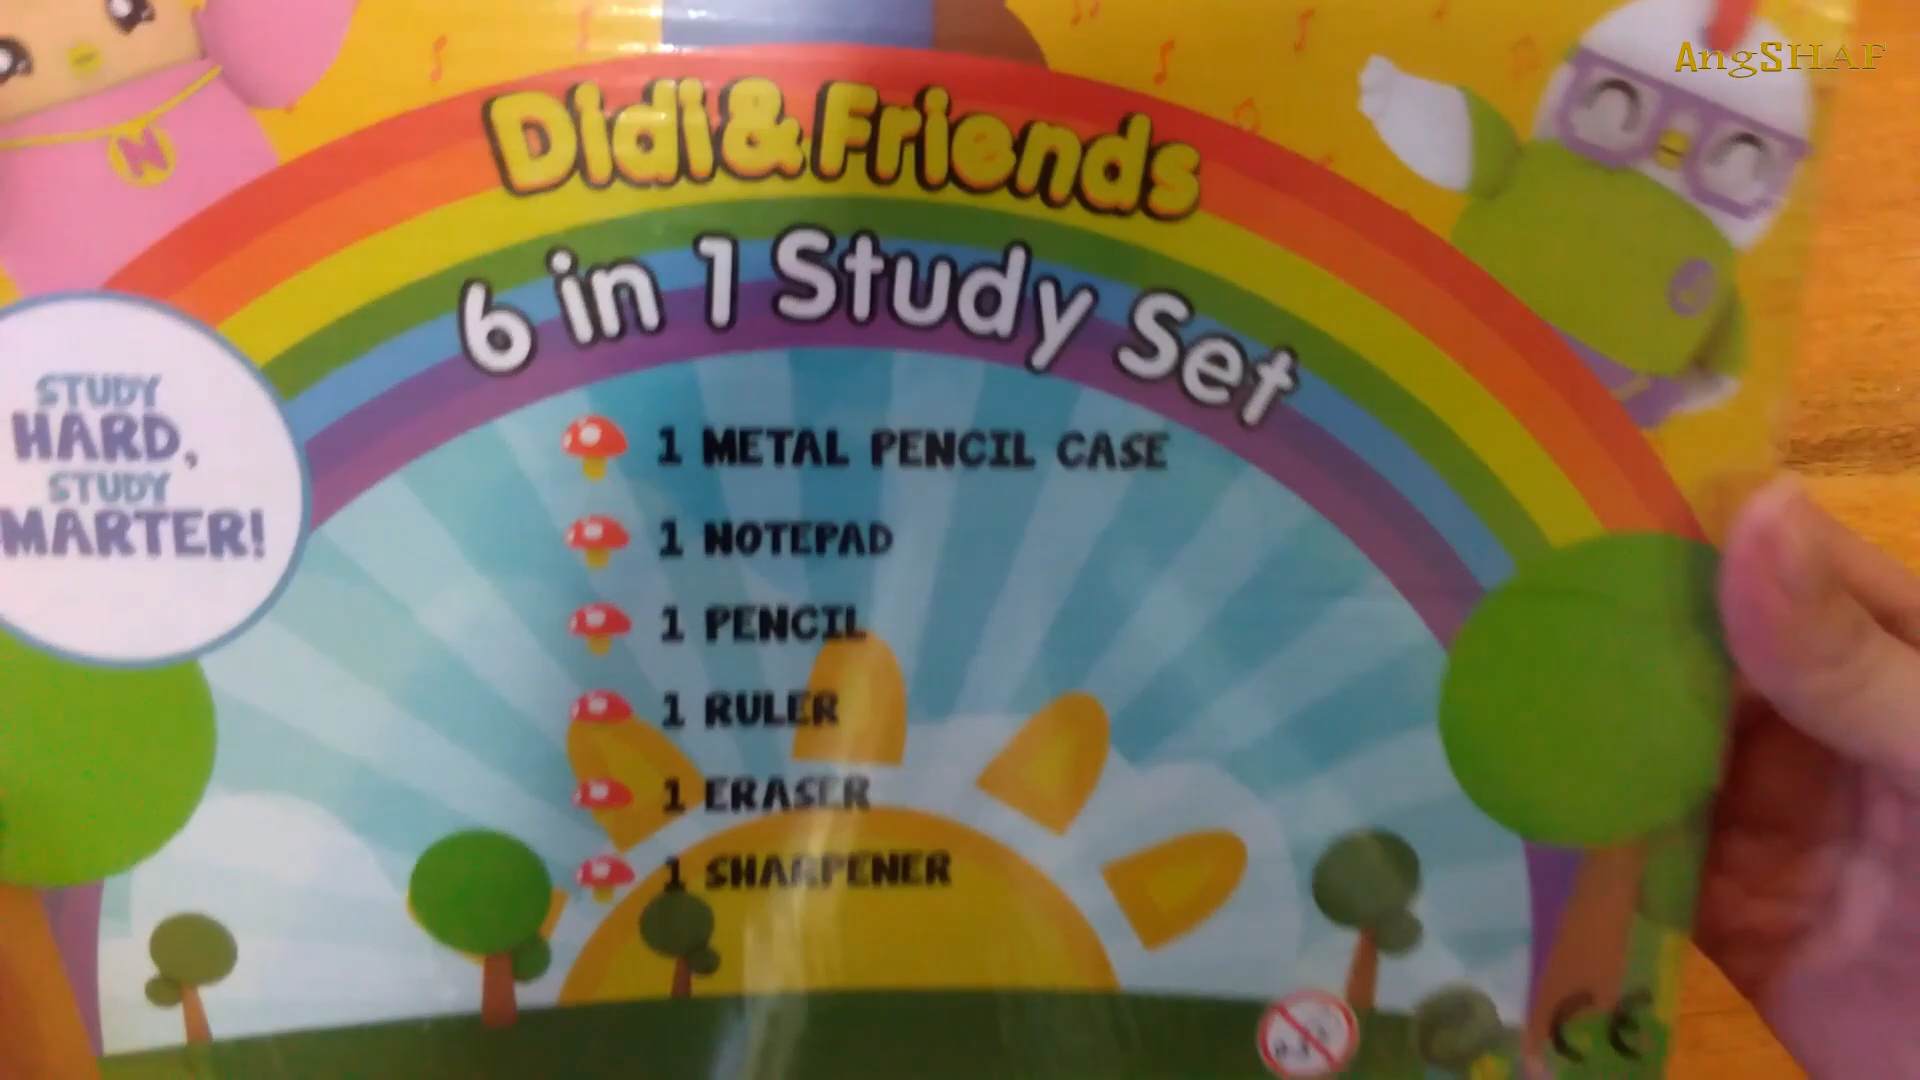 AngSHAF
Didi & Friends
6 in 1 Study Set
N
STUDY
HARD,
STUDY
MARTER!
1 METAL PENCIL CASE
1 NOTEPAD
1 PENCIL
1 RULER
1 ERASER
1 SHARPENER
CE